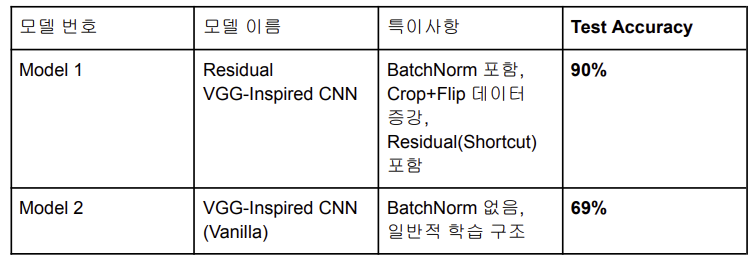 모델 번호
모델 이름
특이사항
Test Accuracy
Model 1
Residual
VGG-Inspired CNN
BatchNorm 포함,
Crop+Flip 데이터
증강,
Residual(Shortcut)
포함
90%
Model 2
VGG-Inspired CNN
(Vanilla)
BatchNorm 없음,
일반적 학습 구조
69%